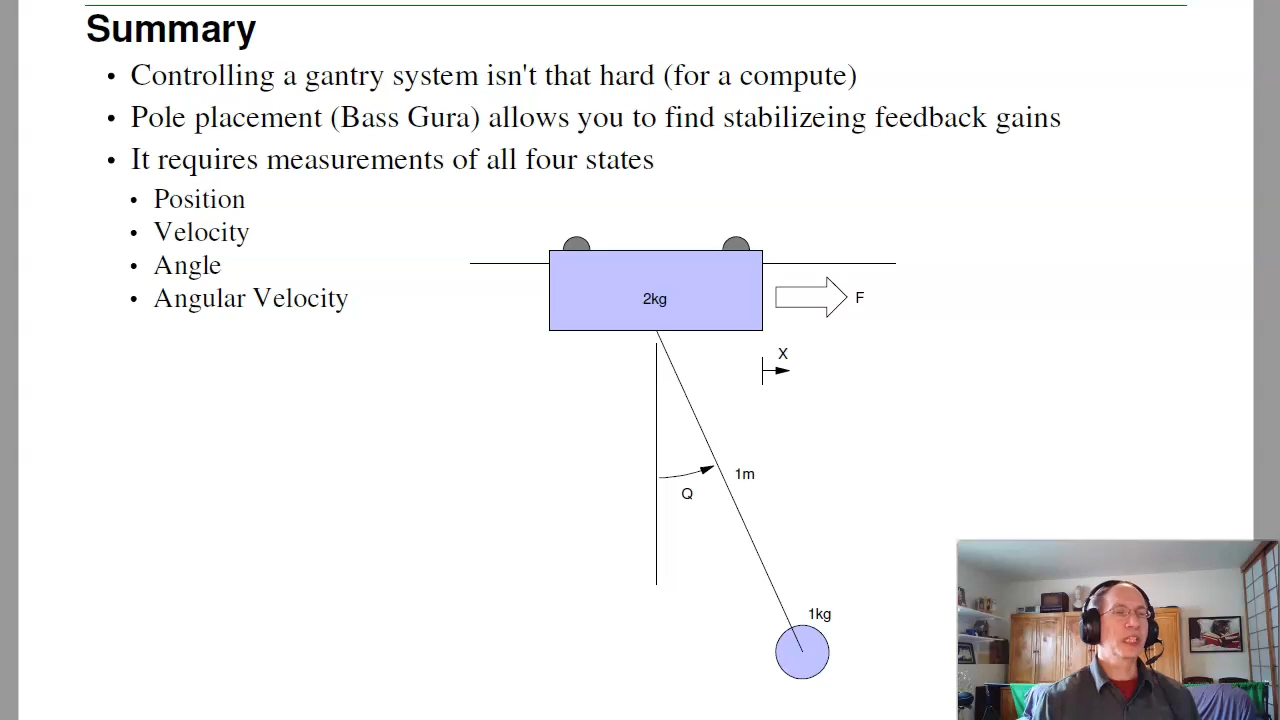 Summary
• Controlling a gantry system isn't that hard (for a compute)
• Pole placement (Bass Gura) allows you to find stabilizeing feedback gains
• It requires measurements of all four states
• Position
• Velocity
• Angle
• Angular Velocity
2kg
F
X
1m
Q
1kg